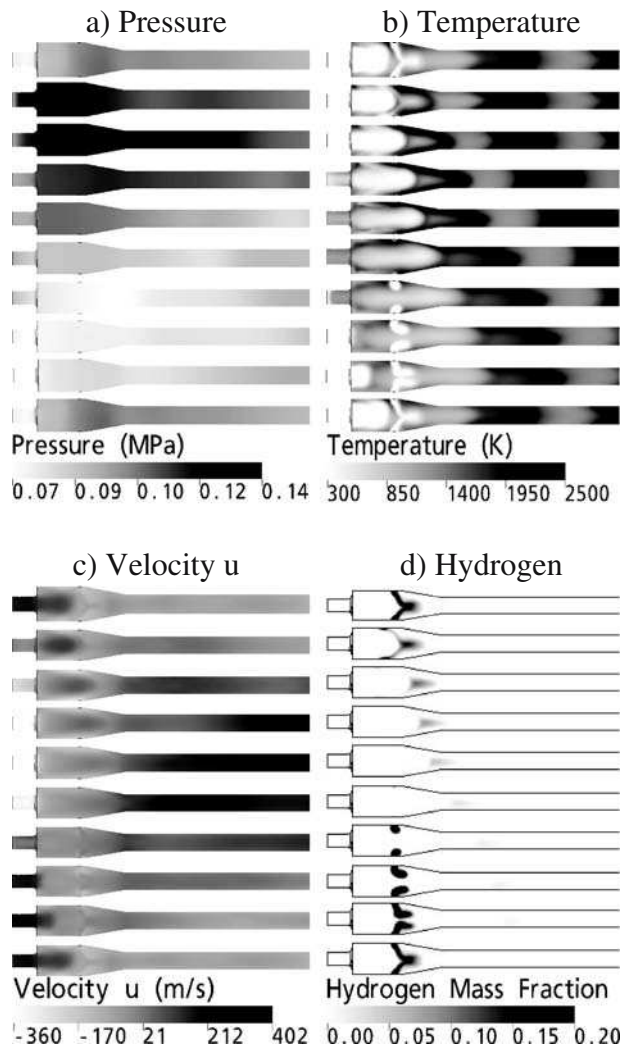 a) Pressure
b) Temperature
Pressure (MPa)
0.07 0.09 0.10 0.12 0.14
Temperature (K)
300 850 1400 1950 2500
c) Velocity u
d) Hydrogen
Velocity u (m/s)
-360 -170 21 212 402
Hydrogen Mass Fraction
0.00 0.05 0.10 0.15 0.20